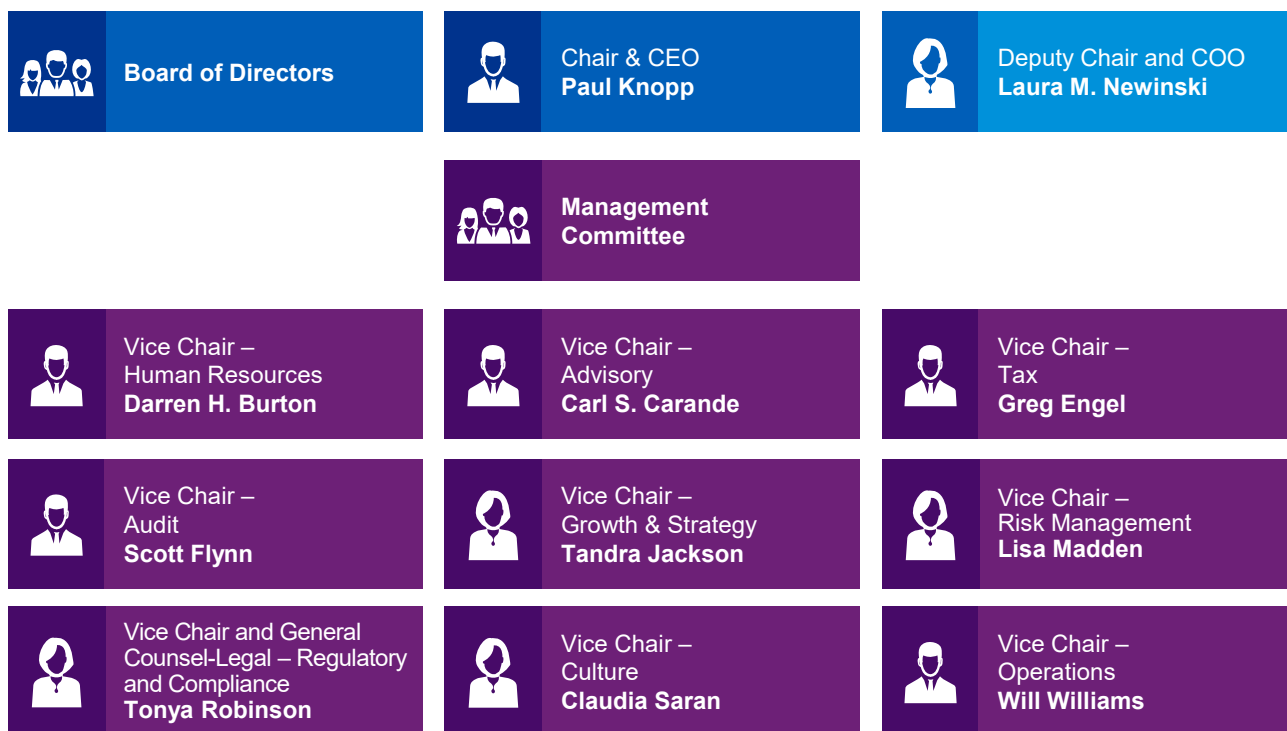 Board of Directors
Chair & CEO
Paul Knopp
Deputy Chair and COO
Laura M. Newinski
Management
Committee
Vice Chair –
Human Resources
Darren H. Burton
Vice Chair –
Advisory
Carl S. Carande
Vice Chair –
Tax
Greg Engel
Vice Chair –
Audit
Scott Flynn
Vice Chair –
Growth & Strategy
Tandra Jackson
Vice Chair –
Risk Management
Lisa Madden
Vice Chair and General
Counsel-Legal – Regulatory
and Compliance
Tonya Robinson
Vice Chair –
Culture
Claudia Saran
Vice Chair –
Operations
Will Williams